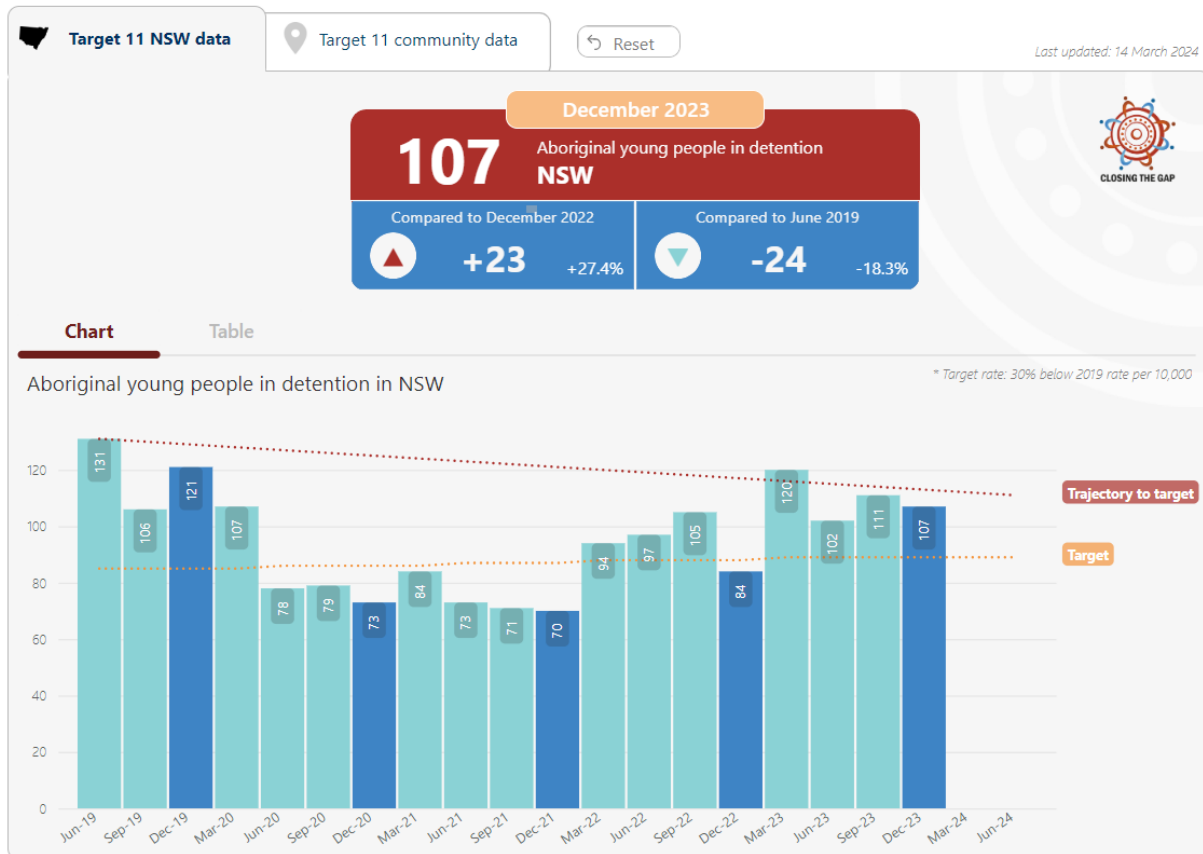 Target 11 NSW data
Target 11 community data
Reset
Last updated: 14 March 2024
December 2023
107
Aboriginal young people in detention
NSW
CLOSING THE GAP
Compared to December 2022
+23
+27.4%
Compared to June 2019
-24
-18.3%
Chart
Table
Aboriginal young people in detention in NSW
* Target rate: 30% below 2019 rate per 10,000
120
100
80
60
40
20
0
131
106
121
107
78
79
73
84
73
71
70
94
97
105
84
120
102
111
107
Trajectory to target
Target
Jun-19
Sep-19
Dec-19
Mar-20
Jun-20
Sep-20
Dec-20
Mar-21
Jun-21
Sep-21
Dec-21
Mar-22
Jun-22
Sep-22
Dec-22
Mar-23
Jun-23
Sep-23
Dec-23
Mar-24
Jun-24